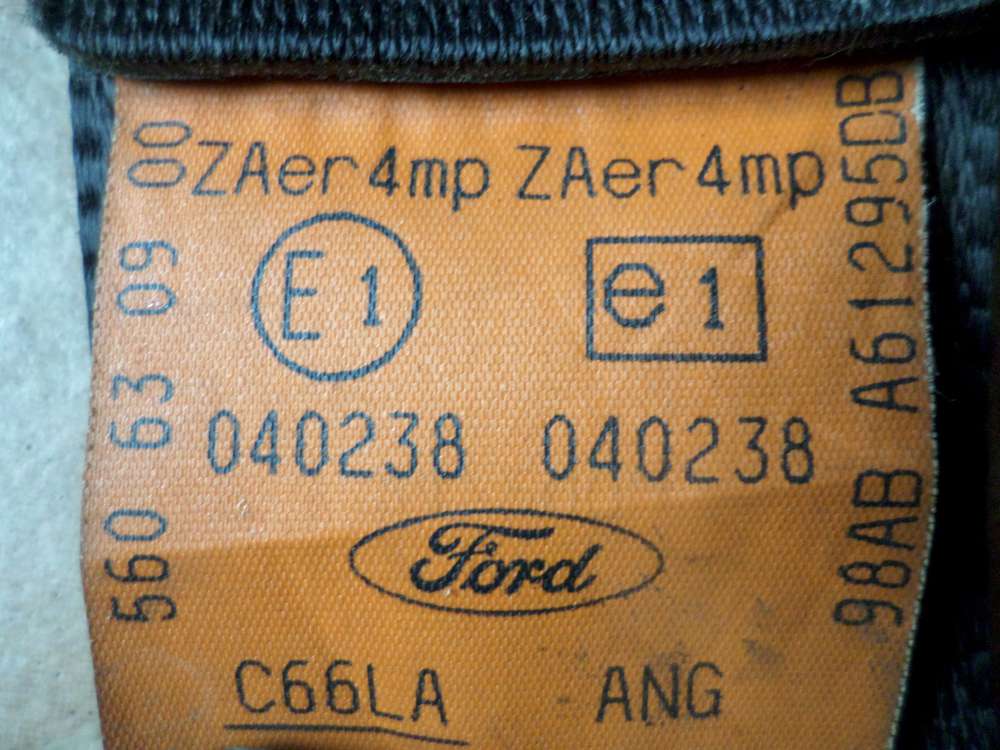 ZAer4mp ZAer4mp
E1 e1
040238 040238
Ford
C66LA ANG
560 63 09 00
98AB A61295DB